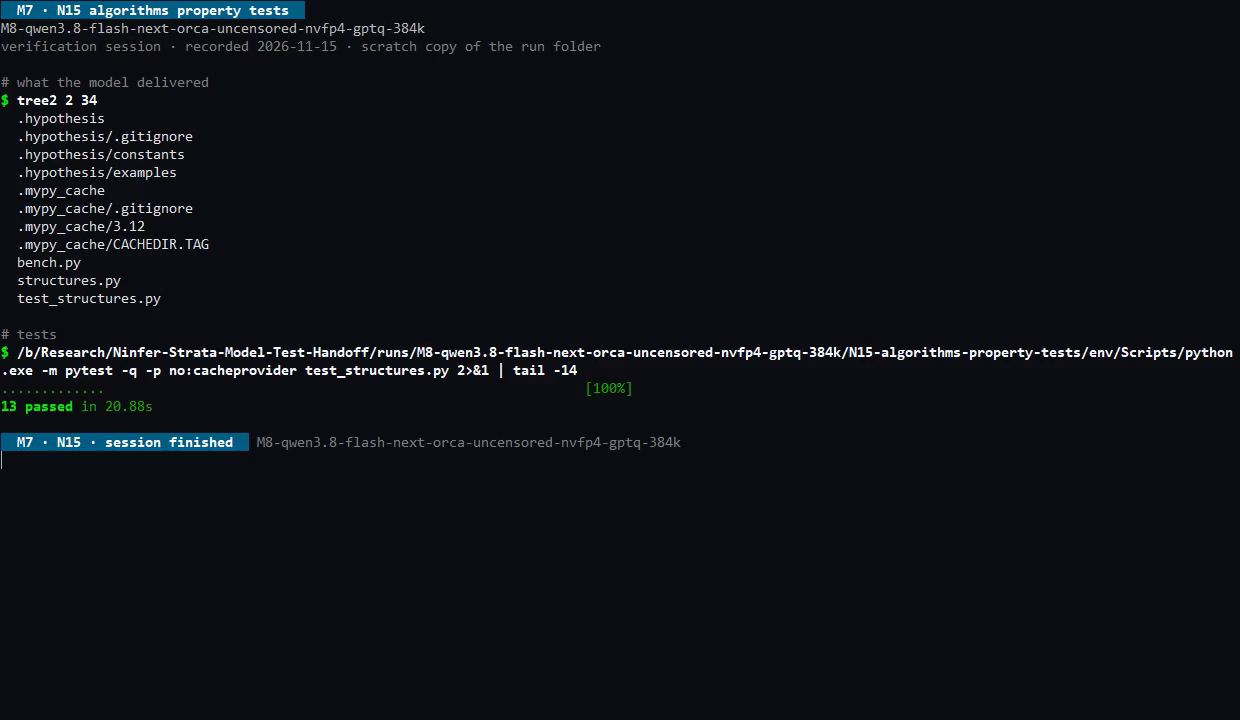 M7 · N15 algorithms property tests
M8-qwen3.8-flash-next-orca-uncensored-nvfp4-gptq-384k
verification session · recorded 2026-11-15 · scratch copy of the run folder
# what the model delivered
$ tree2 2 34
.hypothesis
.hypothesis/.gitignore
.hypothesis/constants
.hypothesis/examples
.mypy_cache
.mypy_cache/.gitignore
.mypy_cache/3.12
.mypy_cache/CACHEDIR.TAG
bench.py
structures.py
test_structures.py
# tests
$ /b/Research/Ninfer-Strata-Model-Test-Handoff/runs/M8-qwen3.8-flash-next-orca-uncensored-nvfp4-gptq-384k/N15-algorithms-property-tests/env/Scripts/python
.exe -m pytest -q -p no:cacheprovider test_structures.py 2>&1 | tail -14
............. [100%]
13 passed in 20.88s
M7 · N15 · session finished M8-qwen3.8-flash-next-orca-uncensored-nvfp4-gptq-384k